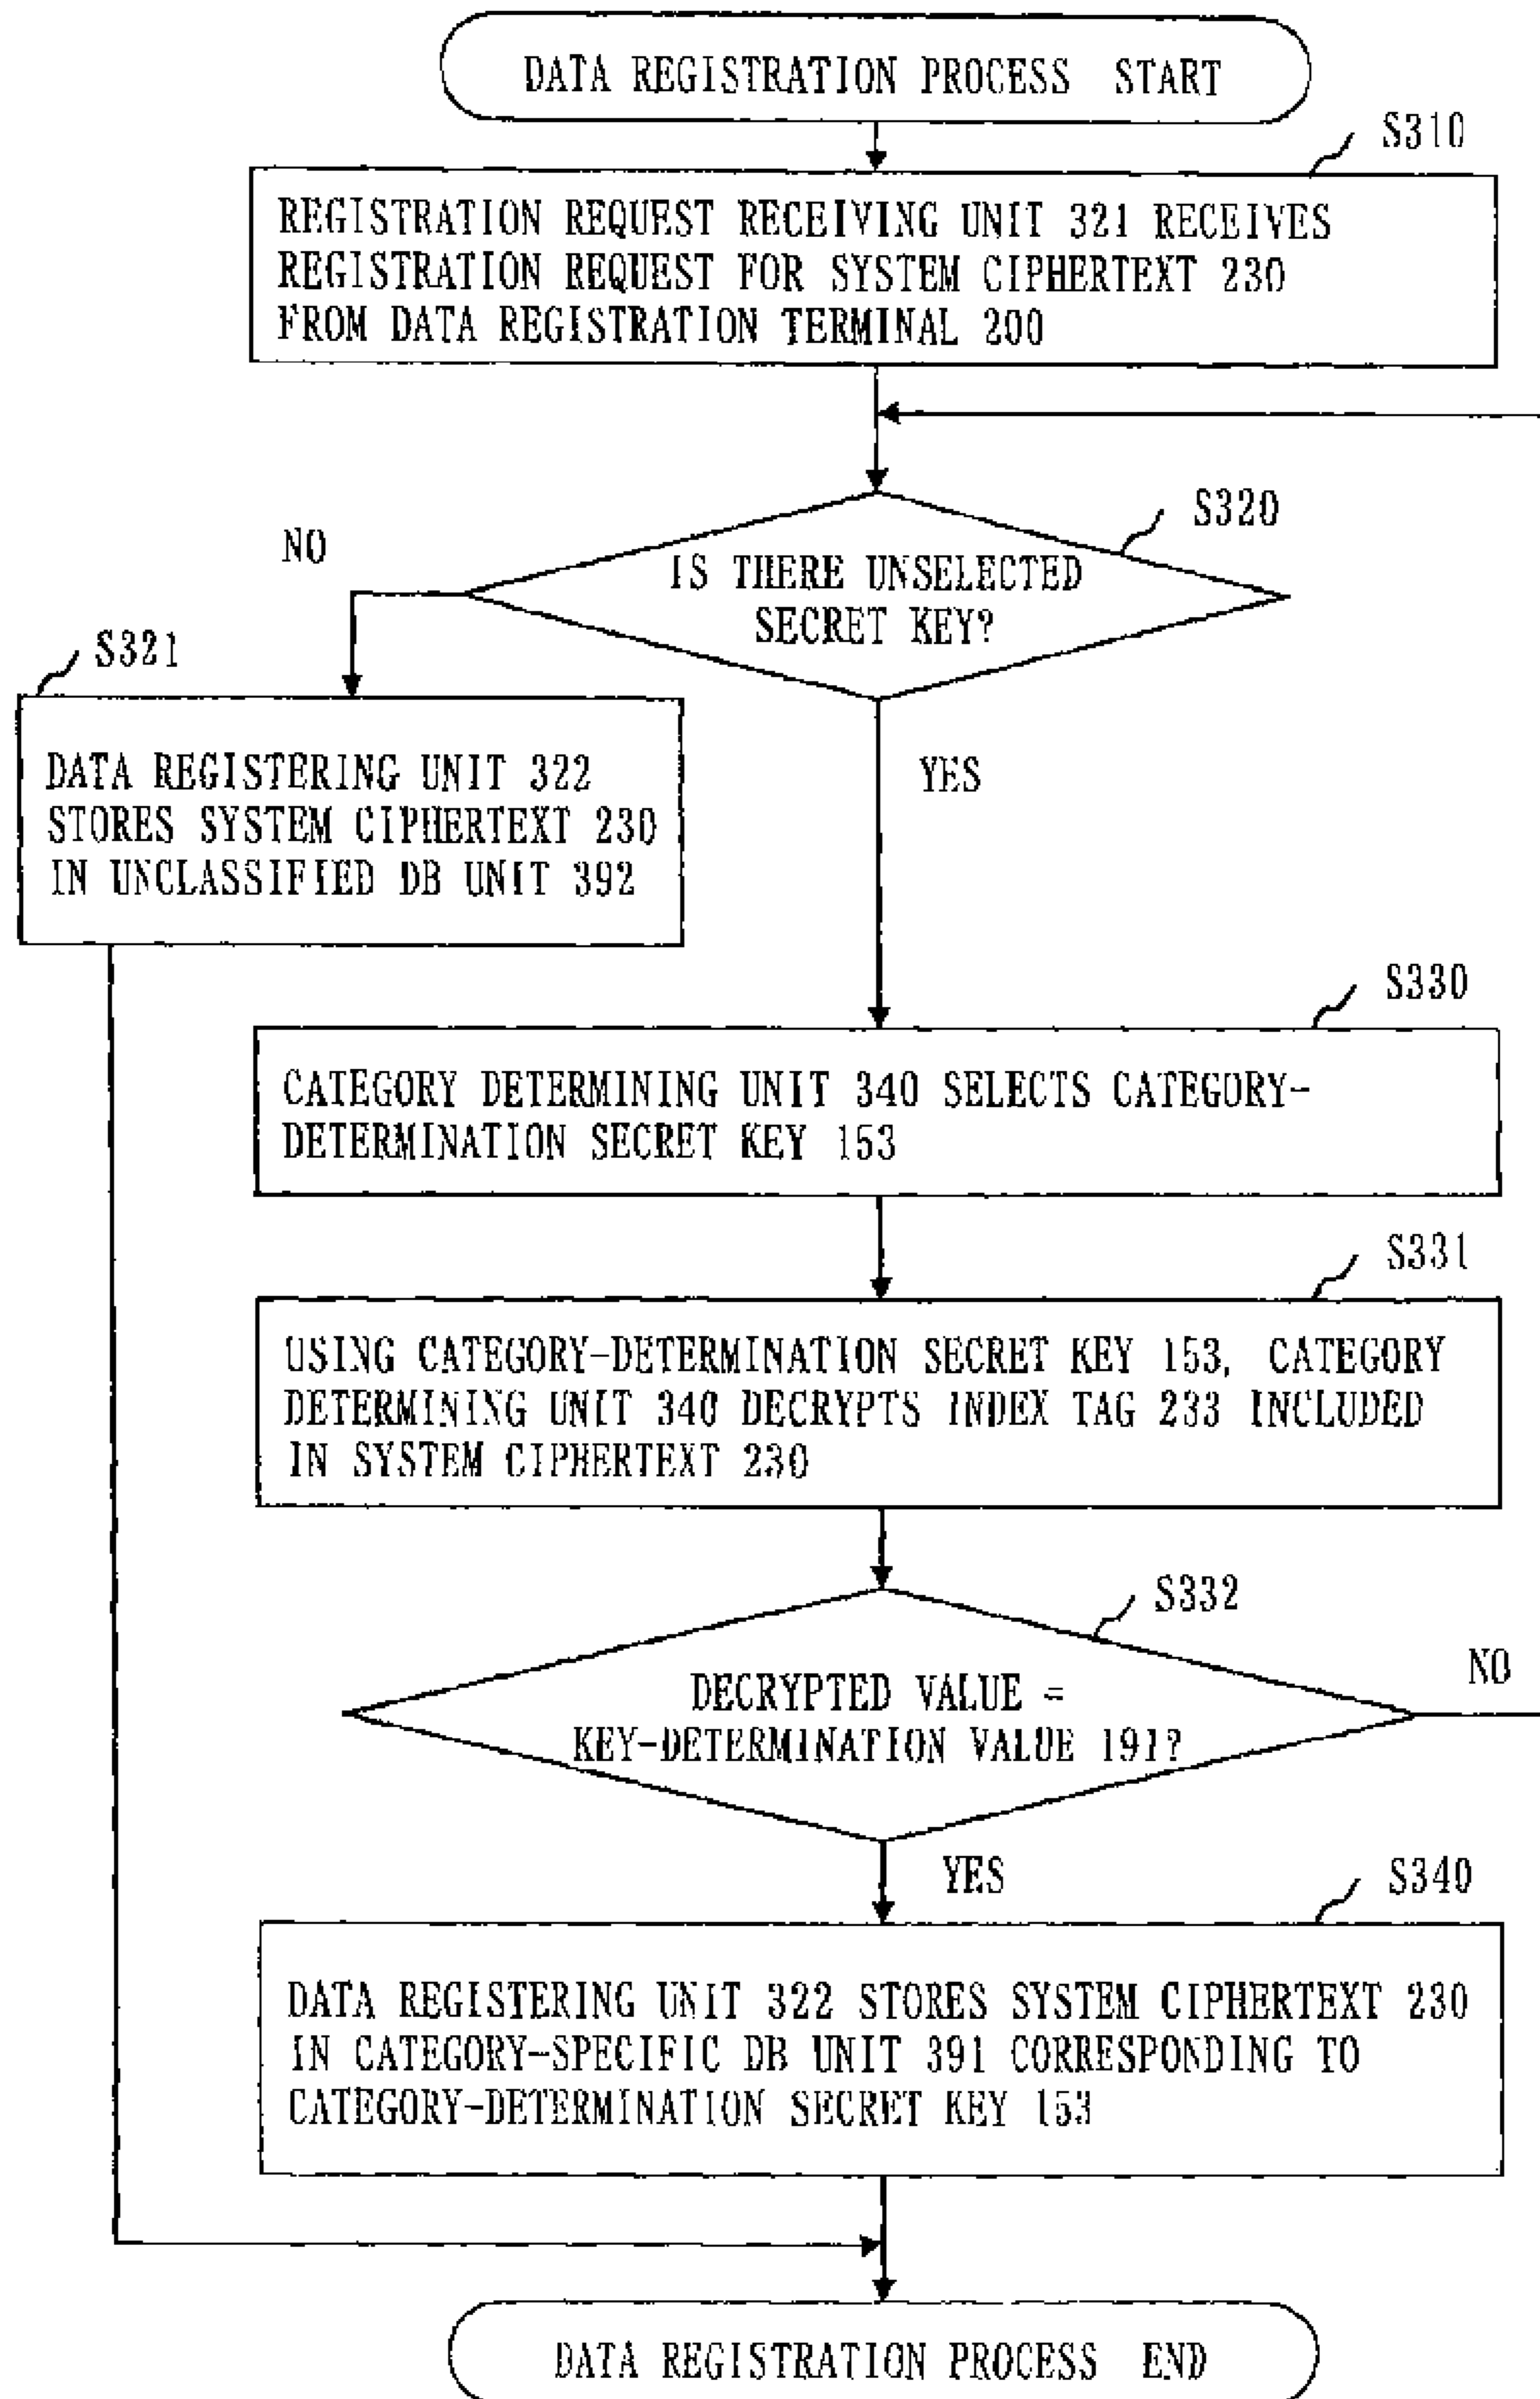 DATA REGISTRATION PROCESS START
S310
REGISTRATION REQUEST RECEIVING UNIT 321 RECEIVES
REGISTRATION REQUEST FOR SYSTEM CIPHERTEXT 230
FROM DATA REGISTRATION TERMINAL 200
S320
NO
IS THERE UNSELECTED
SECRET KEY?
S321
DATA REGISTERING UNIT 322
STORES SYSTEM CIPHERTEXT 230
IN UNCLASSIFIED DB UNIT 392
YES
S330
CATEGORY DETERMINING UNIT 340 SELECTS CATEGORY-
DETERMINATION SECRET KEY 153
S331
USING CATEGORY-DETERMINATION SECRET KEY 153, CATEGORY
DETERMINING UNIT 340 DECRYPTS INDEX TAG 233 INCLUDED
IN SYSTEM CIPHERTEXT 230
S332
NO
DECRYPTED VALUE =
KEY-DETERMINATION VALUE 191?
YES
S340
DATA REGISTERING UNIT 322 STORES SYSTEM CIPHERTEXT 230
IN CATEGORY-SPECIFIC DB UNIT 391 CORRESPONDING TO
CATEGORY-DETERMINATION SECRET KEY 153
DATA REGISTRATION PROCESS END